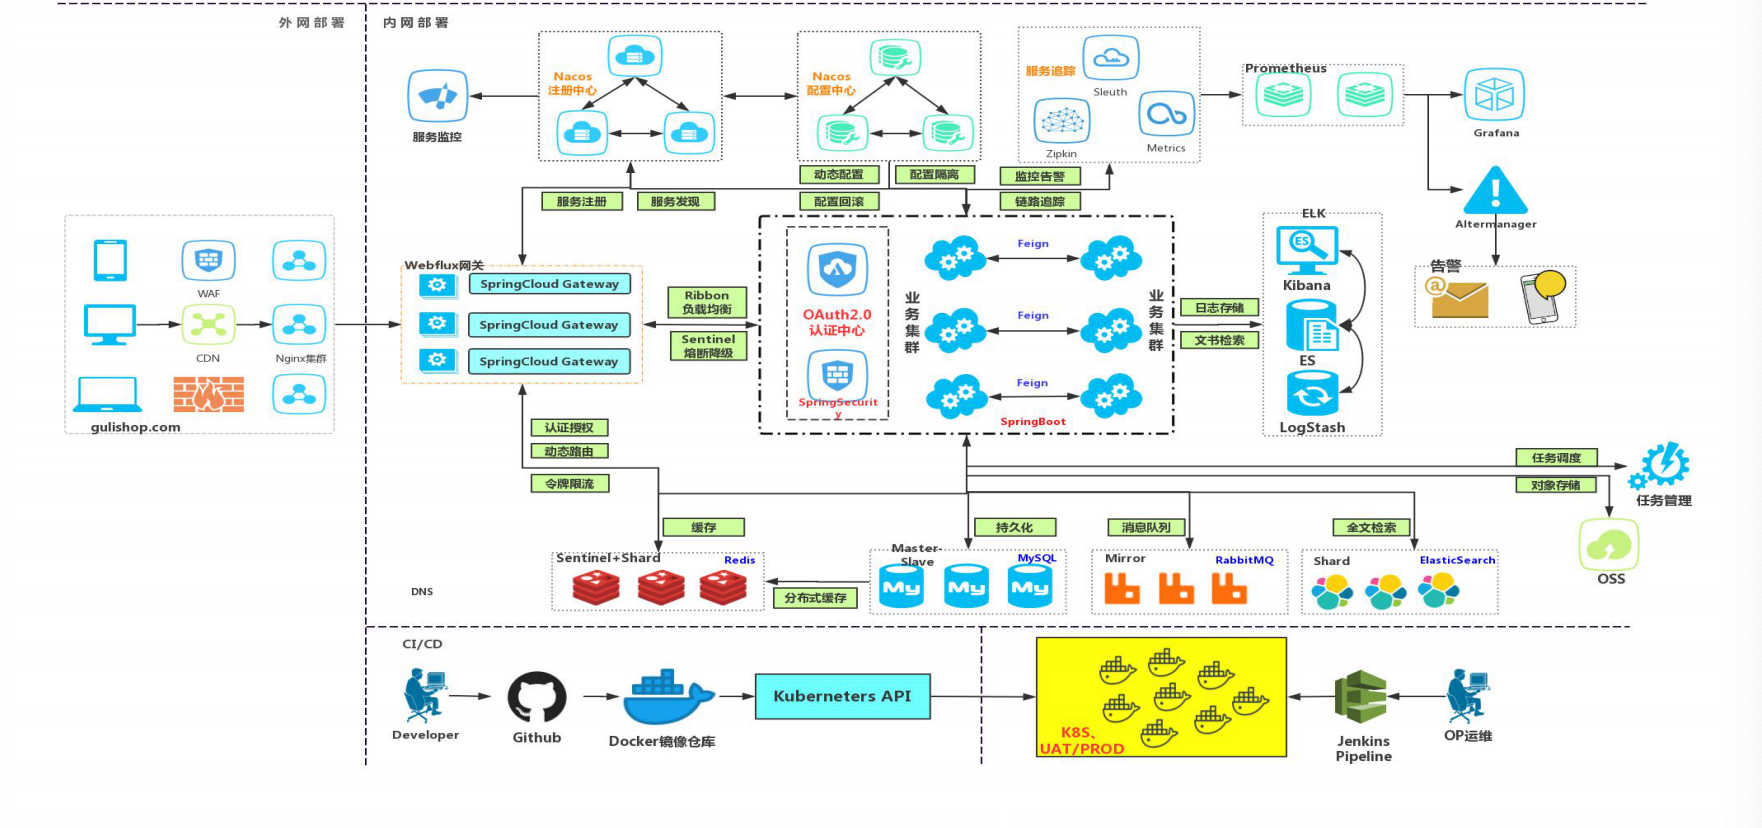 外网部署
内网部署
服务监控
Nacos
注册中心
Nacos
配置中心
服务追踪
Sleuth
Zipkin
Metrics
Prometheus
Grafana
Altermanager
告警
@
服务注册
服务发现
动态配置
配置隔离
配置回滚
监控告警
链路追踪
WAF
CDN
Nginx集群
gulishop.com
Webflux网关
SpringCloud Gateway
SpringCloud Gateway
SpringCloud Gateway
Ribbon
负载均衡
Sentinel
熔断降级
OAuth2.0
认证中心
SpringSecurit
y
业务集群
Feign
Feign
Feign
业务集群
SpringBoot
日志存储
文书检索
ELK
ES
Kibana
ES
LogStash
认证授权
动态路由
令牌限流
任务调度
对象存储
任务管理
OSS
缓存
持久化
消息队列
全文检索
Sentinel+Shard
Redis
分布式缓存
Master-
Slave
MySQL
My
My
My
Mirror
RabbitMQ
Shard
ElasticSearch
DNS
CI/CD
Developer
Github
Docker镜像仓库
Kuberneters API
K8S、
UAT/PROD
Jenkins
Pipeline
OP运维